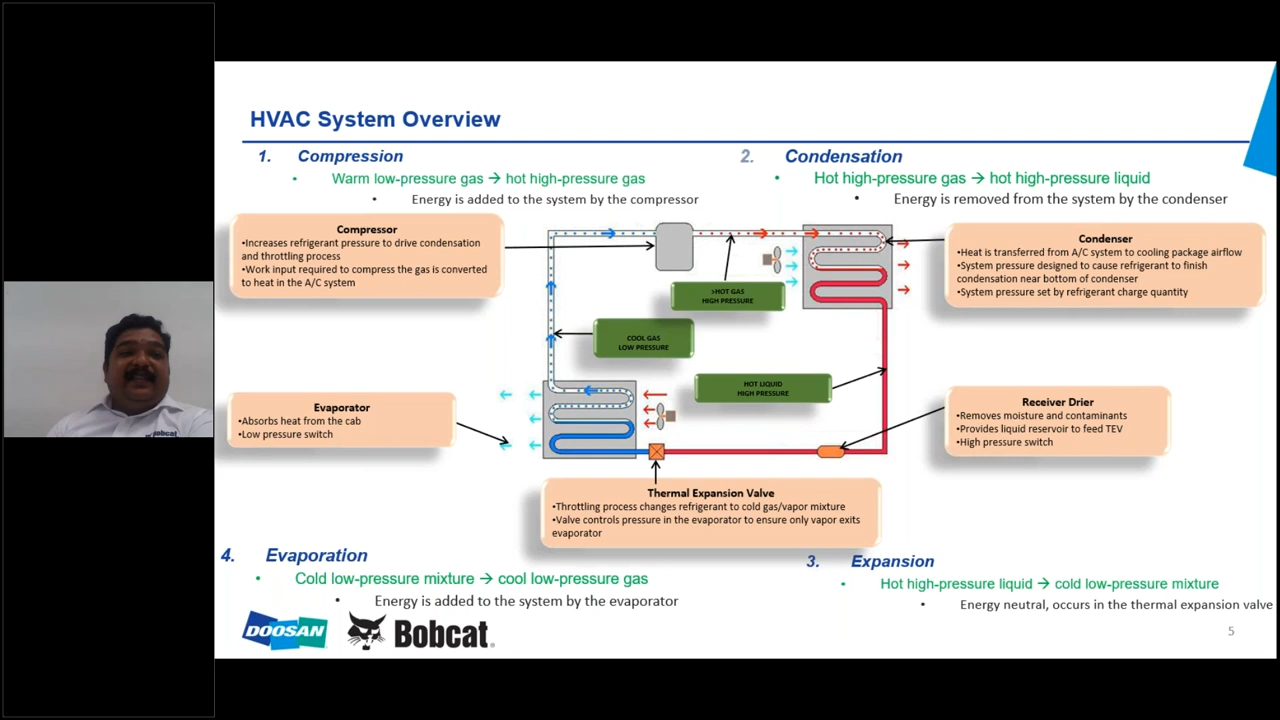 HVAC System Overview
1. Compression
• Warm low-pressure gas → hot high-pressure gas
• Energy is added to the system by the compressor
2. Condensation
• Hot high-pressure gas → hot high-pressure liquid
• Energy is removed from the system by the condenser
Compressor
•Increases refrigerant pressure to drive condensation
and throttling process
•Work input required to compress the gas is converted
to heat in the A/C system
Condenser
•Heat is transferred from A/C system to cooling package airflow
•System pressure designed to cause refrigerant to finish
condensation near bottom of condenser
•System pressure set by refrigerant charge quantity
>HOT GAS
HIGH PRESSURE
COOL GAS
LOW PRESSURE
HOT LIQUID
HIGH PRESSURE
Evaporator
•Absorbs heat from the cab
•Low pressure switch
Receiver Drier
•Removes moisture and contaminants
•Provides liquid reservoir to feed TEV
•High pressure switch
Thermal Expansion Valve
•Throttling process changes refrigerant to cold gas/vapor mixture
•Valve controls pressure in the evaporator to ensure only vapor exits
evaporator
4. Evaporation
• Cold low-pressure mixture → cool low-pressure gas
• Energy is added to the system by the evaporator
3. Expansion
• Hot high-pressure liquid → cold low-pressure mixture
• Energy neutral, occurs in the thermal expansion valve
DOOSAN
Bobcat
5
bobcat